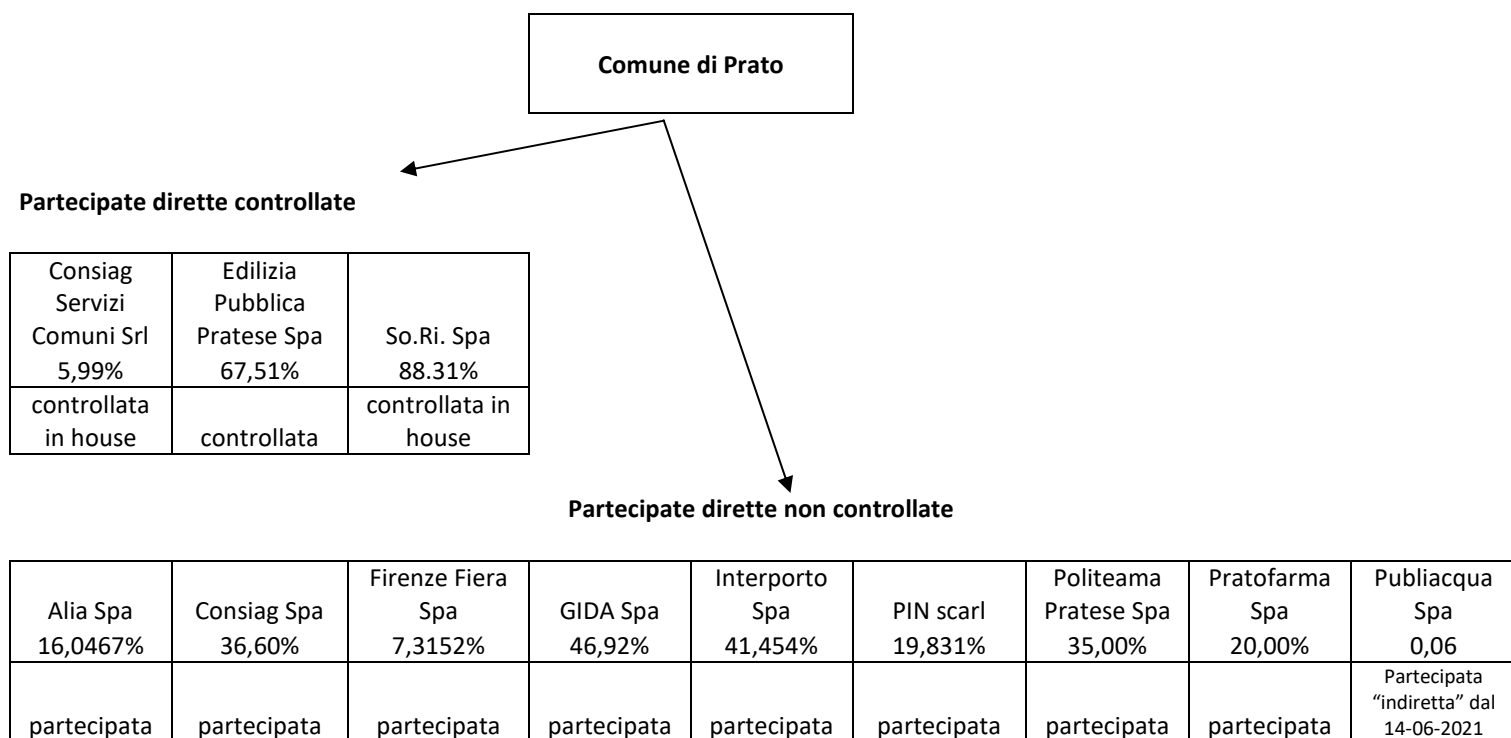 Comune di Prato
Partecipate dirette controllate
Consiag
Servizi
Comuni Srl
5,99%
Edilizia
Pubblica
Pratese Spa
67,51%
So.Ri. Spa
88.31%
controllata
in house
controllata
controllata in
house
Partecipate dirette non controllate
Alia Spa
16,0467%
Consiag Spa
36,60%
Firenze Fiera
Spa
7,3152%
GIDA Spa
46,92%
Interporto
Spa
41,454%
PIN scarl
19,831%
Politeama
Pratese Spa
35,00%
Pratofarma
Spa
20,00%
Publiacqua
Spa
0,06
partecipata
partecipata
partecipata
partecipata
partecipata
partecipata
partecipata
partecipata
Partecipata
“indiretta” dal
14-06-2021